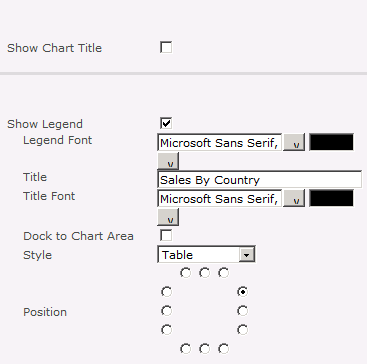 Show Chart Title
Show Legend
Legend Font Microsoft Sans Serif, v
v
Title Sales By Country
Title Font Microsoft Sans Serif, v
v
Dock to Chart Area
Style Table
Position